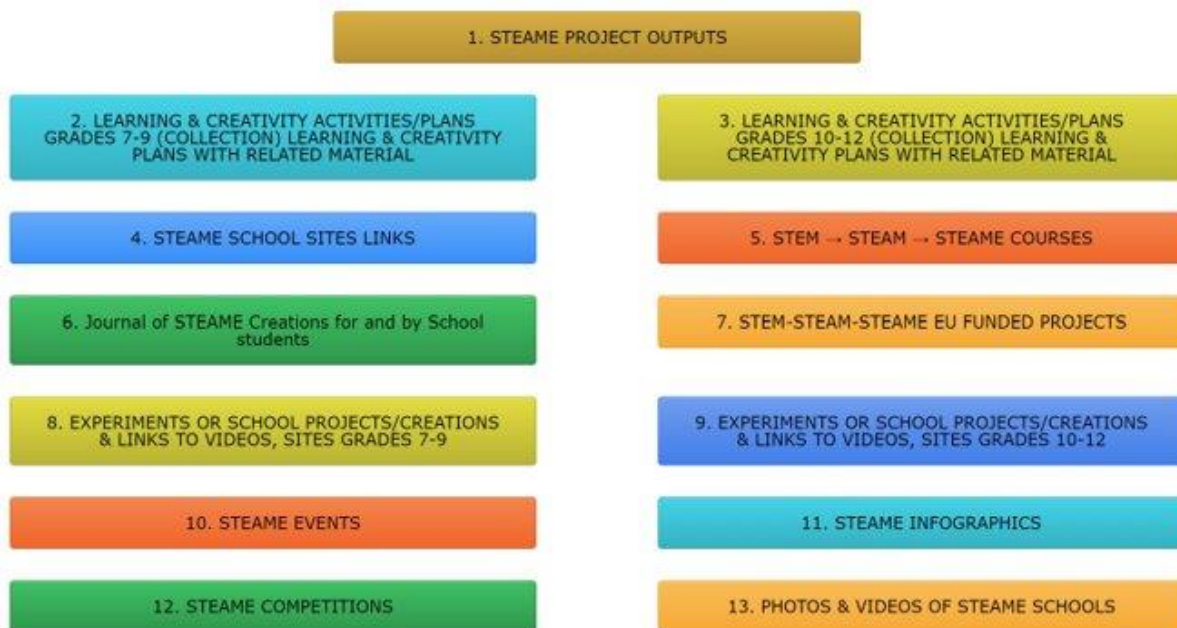 1. STEAME PROJECT OUTPUTS
2. LEARNING & CREATIVITY ACTIVITIES/PLANS
GRADES 7-9 (COLLECTION) LEARNING & CREATIVITY
PLANS WITH RELATED MATERIAL
3. LEARNING & CREATIVITY ACTIVITIES/PLANS
GRADES 10-12 (COLLECTION) LEARNING &
CREATIVITY PLANS WITH RELATED MATERIAL
4. STEAME SCHOOL SITES LINKS
5. STEM → STEAM → STEAME COURSES
6. Journal of STEAME Creations for and by School
students
7. STEM-STEAM-STEAME EU FUNDED PROJECTS
8. EXPERIMENTS OR SCHOOL PROJECTS/CREATIONS
& LINKS TO VIDEOS, SITES GRADES 7-9
9. EXPERIMENTS OR SCHOOL PROJECTS/CREATIONS
& LINKS TO VIDEOS, SITES GRADES 10-12
10. STEAME EVENTS
11. STEAME INFOGRAPHICS
12. STEAME COMPETITIONS
13. PHOTOS & VIDEOS OF STEAME SCHOOLS